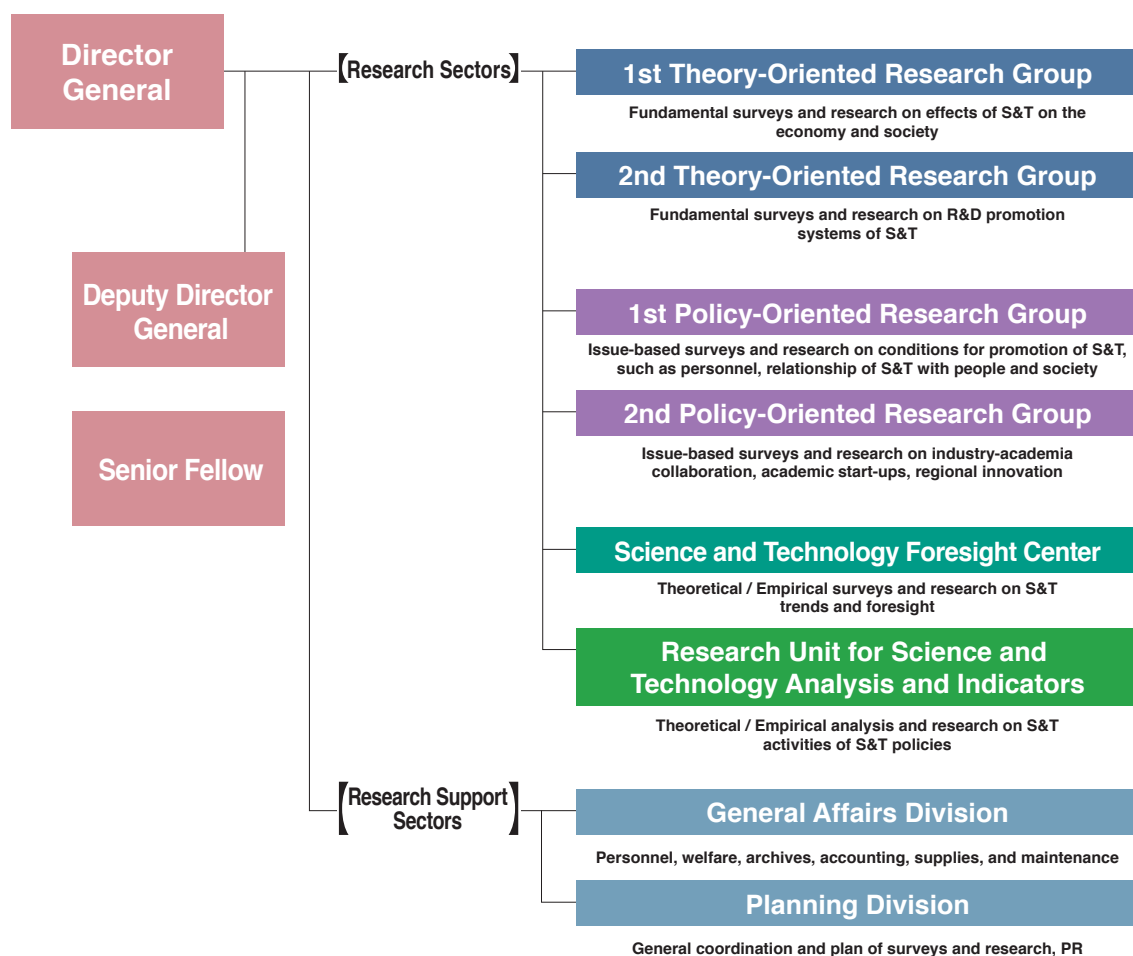 Director
General
Deputy Director
General
Senior Fellow
【Research Sectors】
1st Theory-Oriented Research Group
Fundamental surveys and research on effects of S&T on the
economy and society
2nd Theory-Oriented Research Group
Fundamental surveys and research on R&D promotion
systems of S&T
1st Policy-Oriented Research Group
Issue-based surveys and research on conditions for promotion of S&T,
such as personnel, relationship of S&T with people and society
2nd Policy-Oriented Research Group
Issue-based surveys and research on industry-academia
collaboration, academic start-ups, regional innovation
Science and Technology Foresight Center
Theoretical / Empirical surveys and research on S&T
trends and foresight
Research Unit for Science and
Technology Analysis and Indicators
Theoretical / Empirical analysis and research on S&T
activities of S&T policies
【Research Support
Sectors】
General Affairs Division
Personnel, welfare, archives, accounting, supplies, and maintenance
Planning Division
General coordination and plan of surveys and research, PR